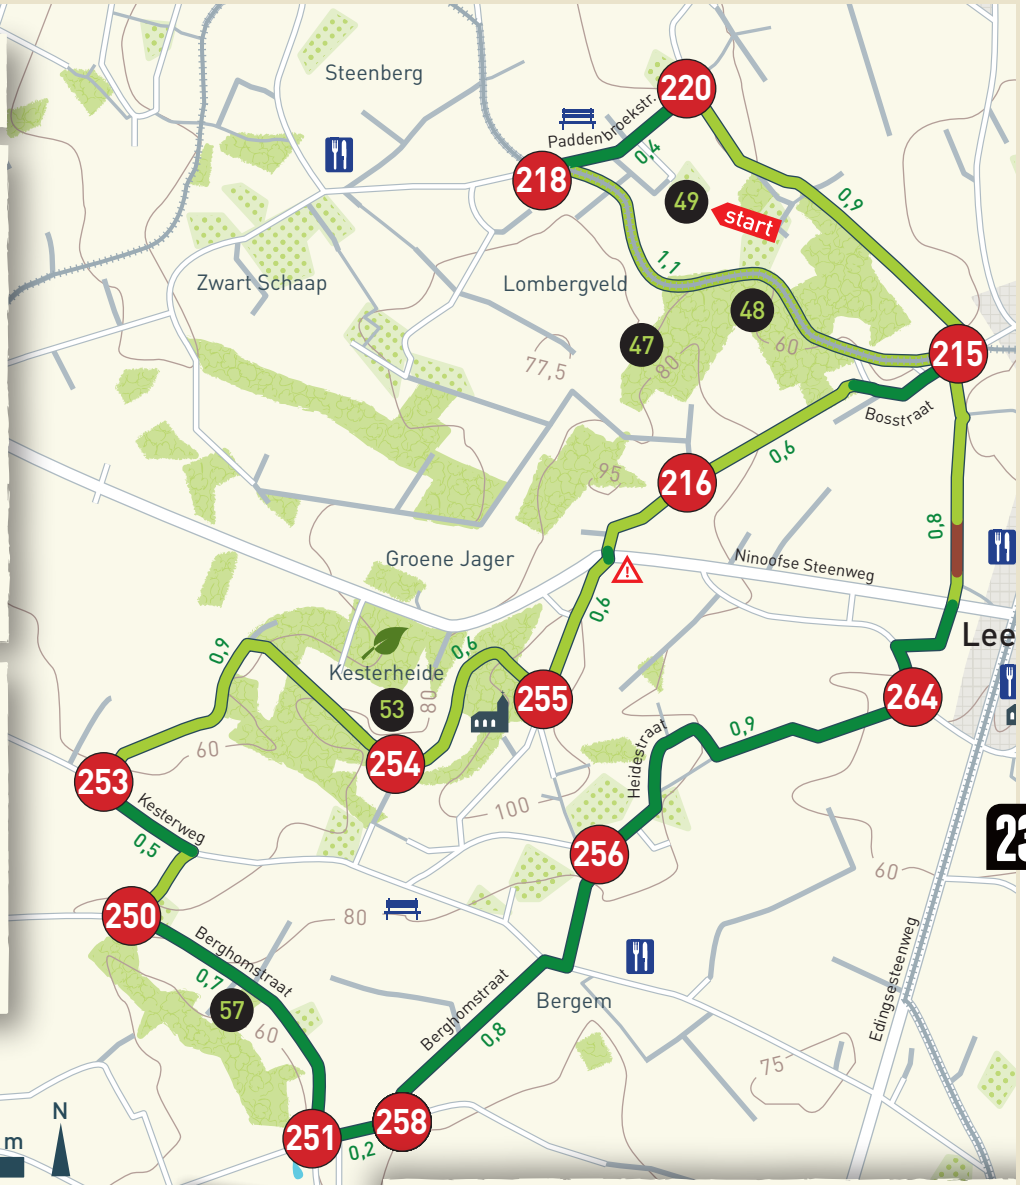 Steenberg
220
Paddenbroekstr.
0,4
218
49
start
0,9
Zwart Schaap
Lombergveld
1,1
48
47
60
215
77,5
80
Bosstraat
0,6
95
216
0,8
Groene Jager
Ninoofse Steenweg
!
0,6
Lee
0,9
0,6
Kesterheide
80
53
255
264
60
254
0,9
253
Heidestraat
100
Kesterweg
0,5
256
23
60
250
80
Berghomstraat
0,7
57
60
Berghomstraat
0,8
Bergem
Edingsesteenweg
75
N
m
251
0,2
258